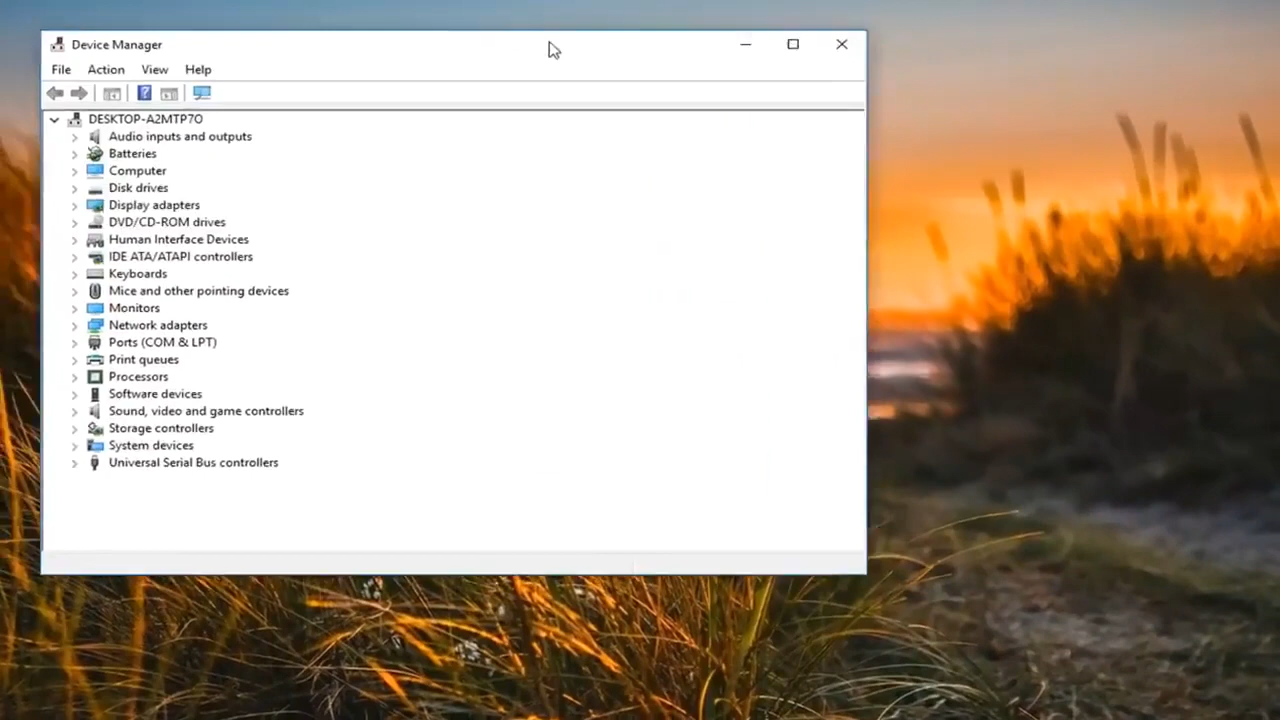 Device Manager
File Action View Help
?
DESKTOP-A2MTP7O
Audio inputs and outputs
Batteries
Computer
Disk drives
Display adapters
DVD/CD-ROM drives
Human Interface Devices
IDE ATA/ATAPI controllers
Keyboards
Mice and other pointing devices
Monitors
Network adapters
Ports (COM & LPT)
Print queues
Processors
Software devices
Sound, video and game controllers
Storage controllers
System devices
Universal Serial Bus controllers